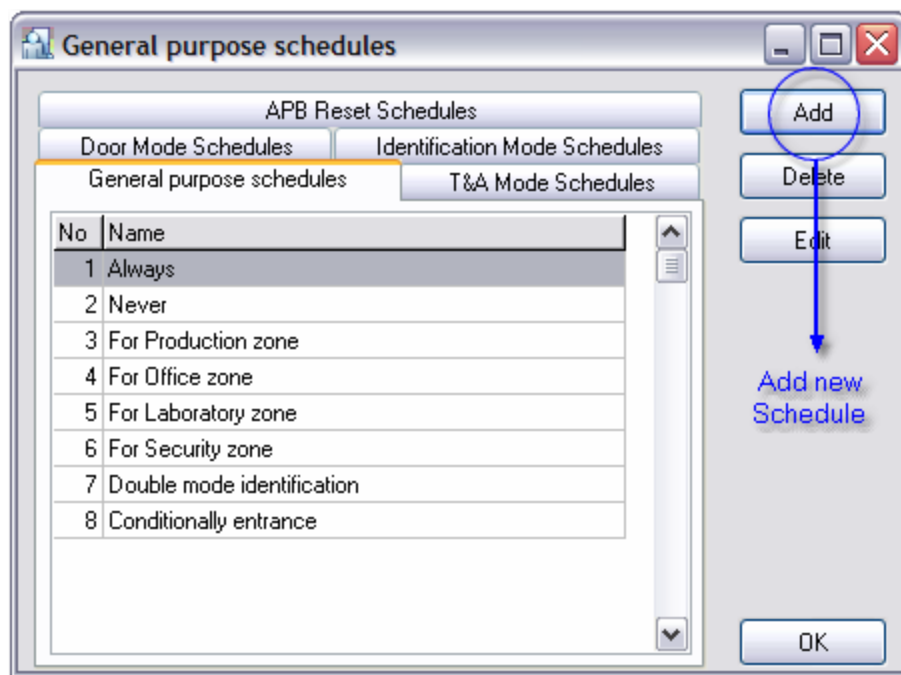 General purpose schedules
APB Reset Schedules
Door Mode Schedules
Identification Mode Schedules
General purpose schedules
T&A Mode Schedules
No Name
1 Always
2 Never
3 For Production zone
4 For Office zone
5 For Laboratory zone
6 For Security zone
7 Double mode identification
8 Conditionally entrance
Add
Delete
Edit
Add new
Schedule
OK